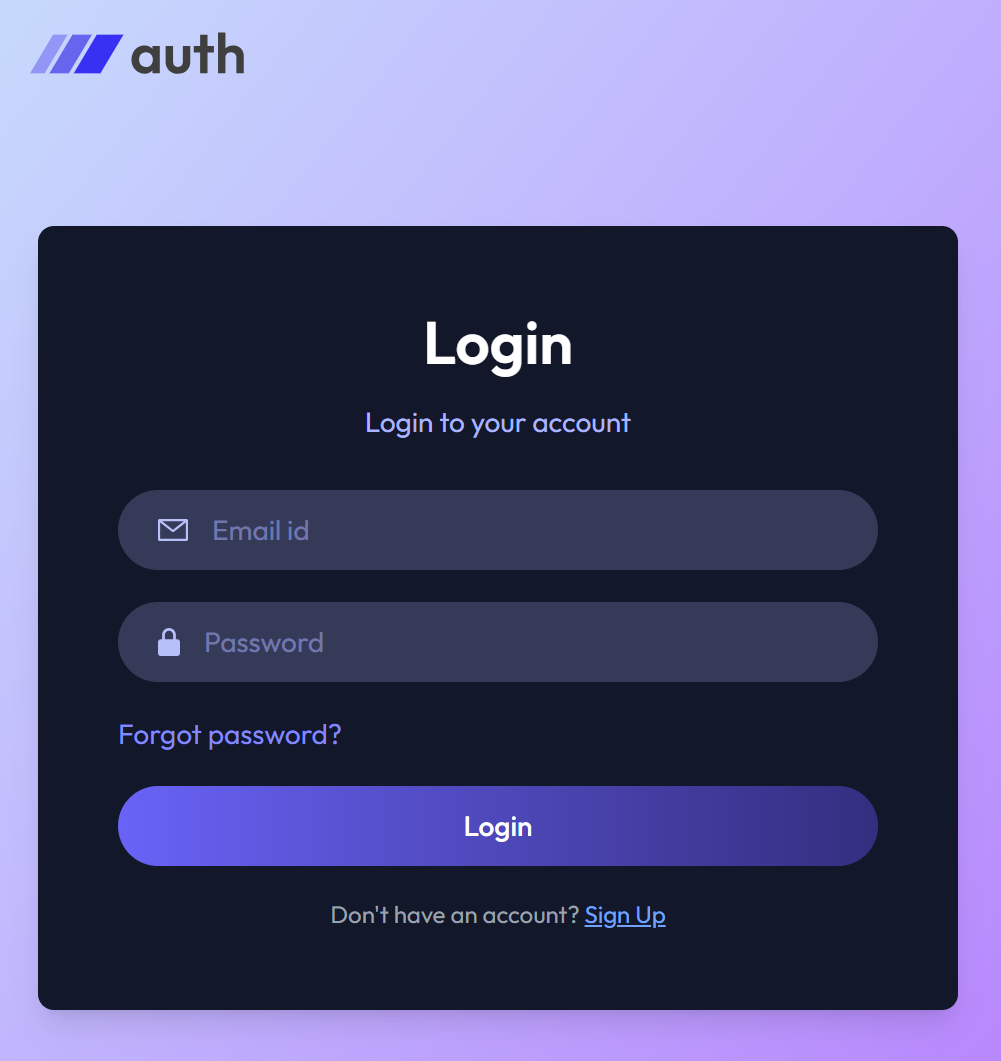 auth
Login
Login to your account
Email id
Password
Forgot password?
Login
Don't have an account? Sign Up